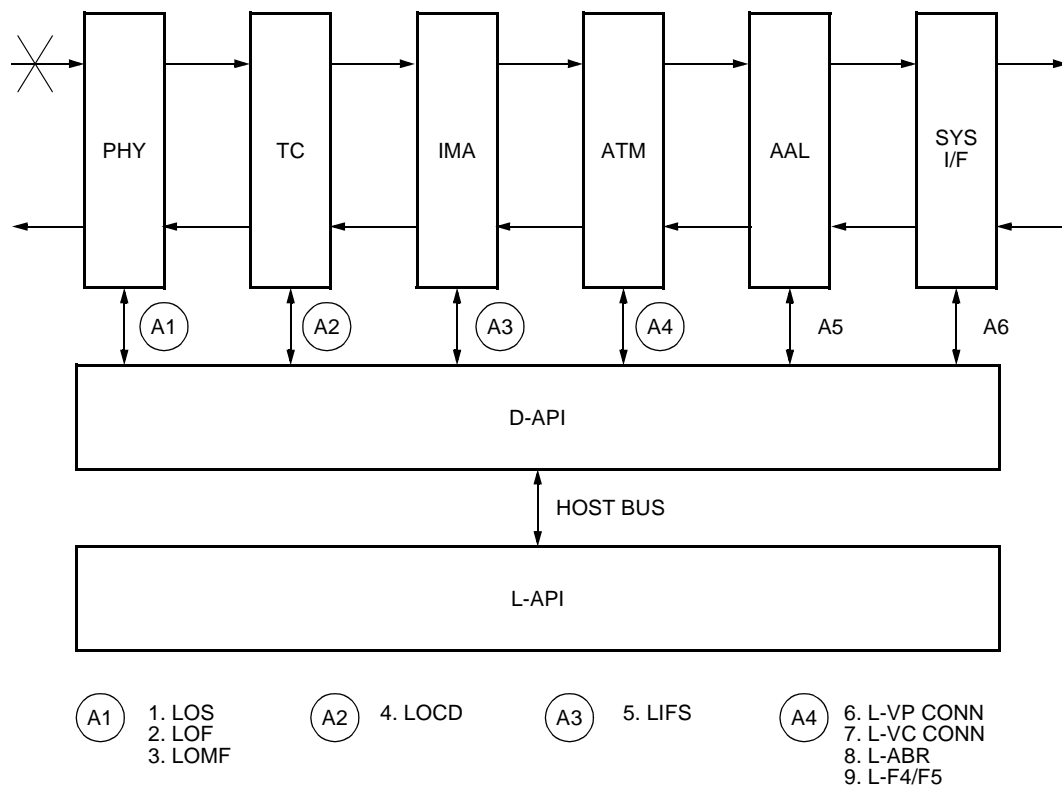 PHY
TC
IMA
ATM
AAL
SYS
I/F
A1
A2
A3
A4
A5
A6
D-API
HOST BUS
L-API
A1
1. LOS
2. LOF
3. LOMF
A2
4. LOCD
A3
5. LIFS
A4
6. L-VP CONN
7. L-VC CONN
8. L-ABR
9. L-F4/F5